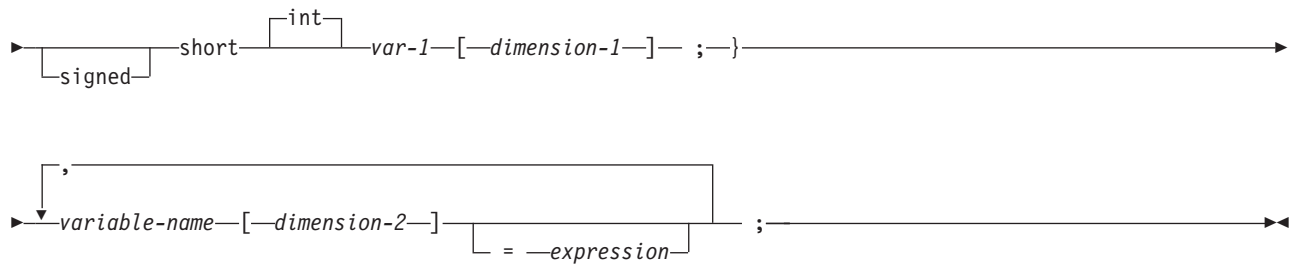 int
short var-1 [ dimension-1 ] ; }
signed
,
variable-name [ dimension-2 ] ;
= expression